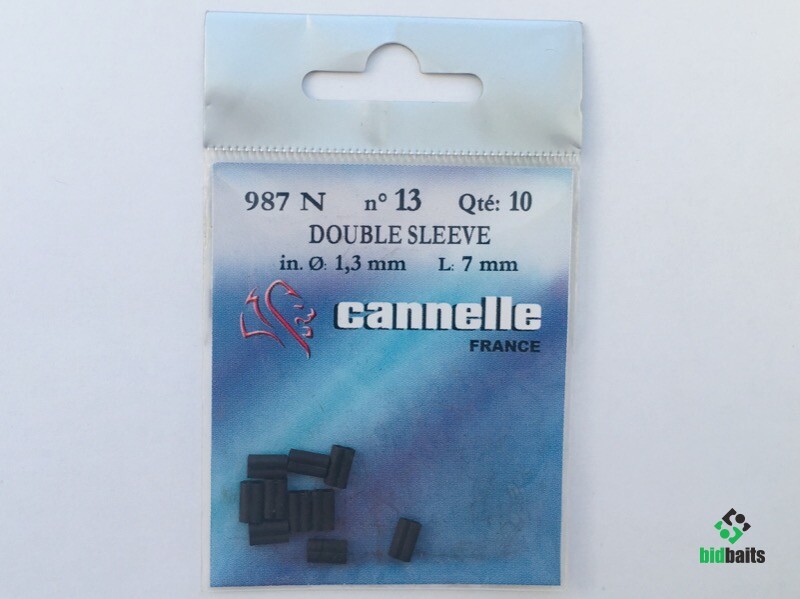 987 N n° 13 Qté: 10
DOUBLE SLEEVE
in. Ø: 1,3 mm L: 7 mm
cannelle
FRANCE
bidbaits